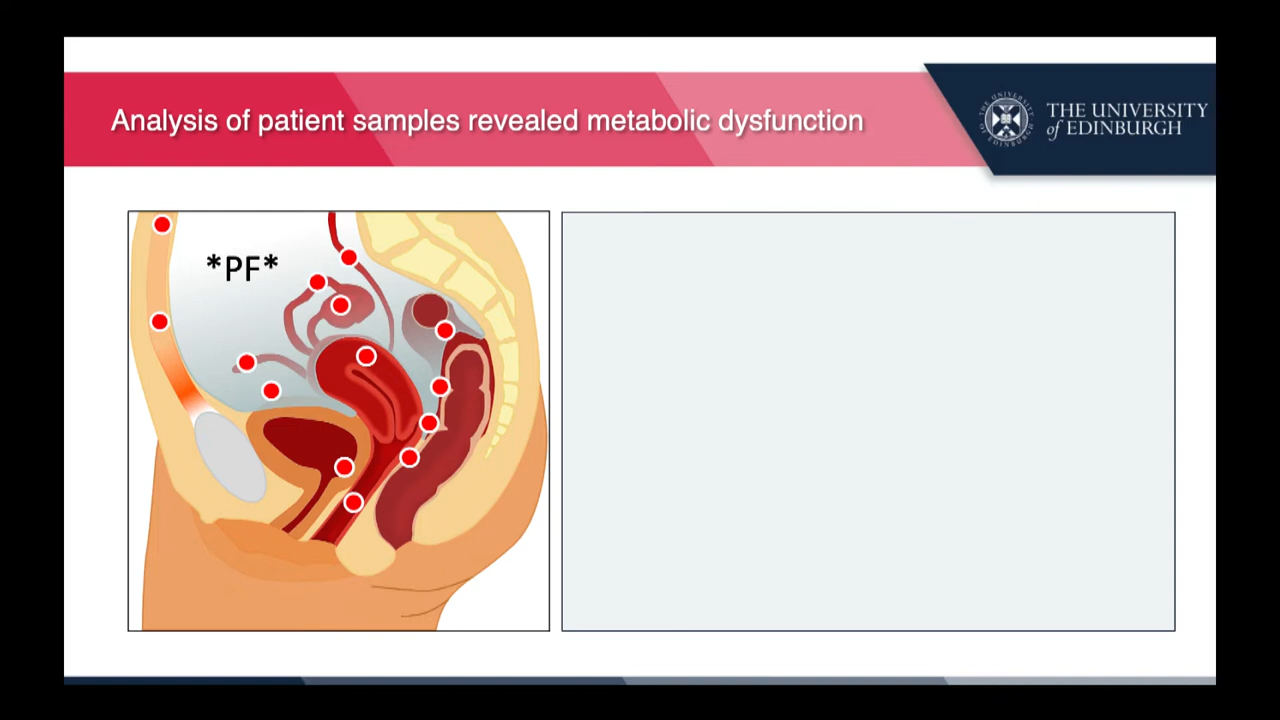 Analysis of patient samples revealed metabolic dysfunction
THE UNIVERSITY
of EDINBURGH
*PF*